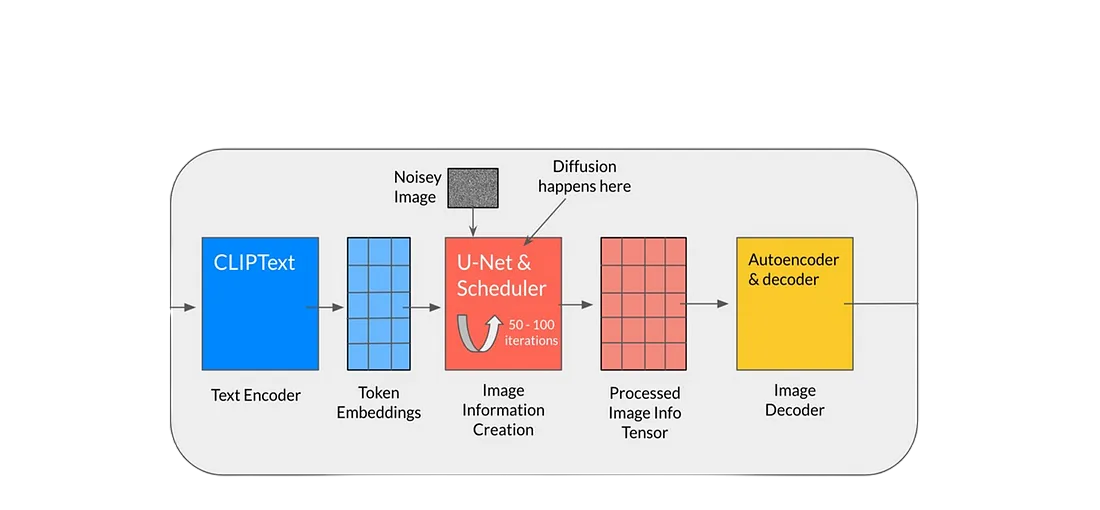 Noisey
Image
Diffusion
happens here
CLIPText
U-Net &
Scheduler
50 - 100
iterations
Autoencoder
& decoder
Text Encoder
Token
Embeddings
Image
Information
Creation
Processed
Image Info
Tensor
Image
Decoder